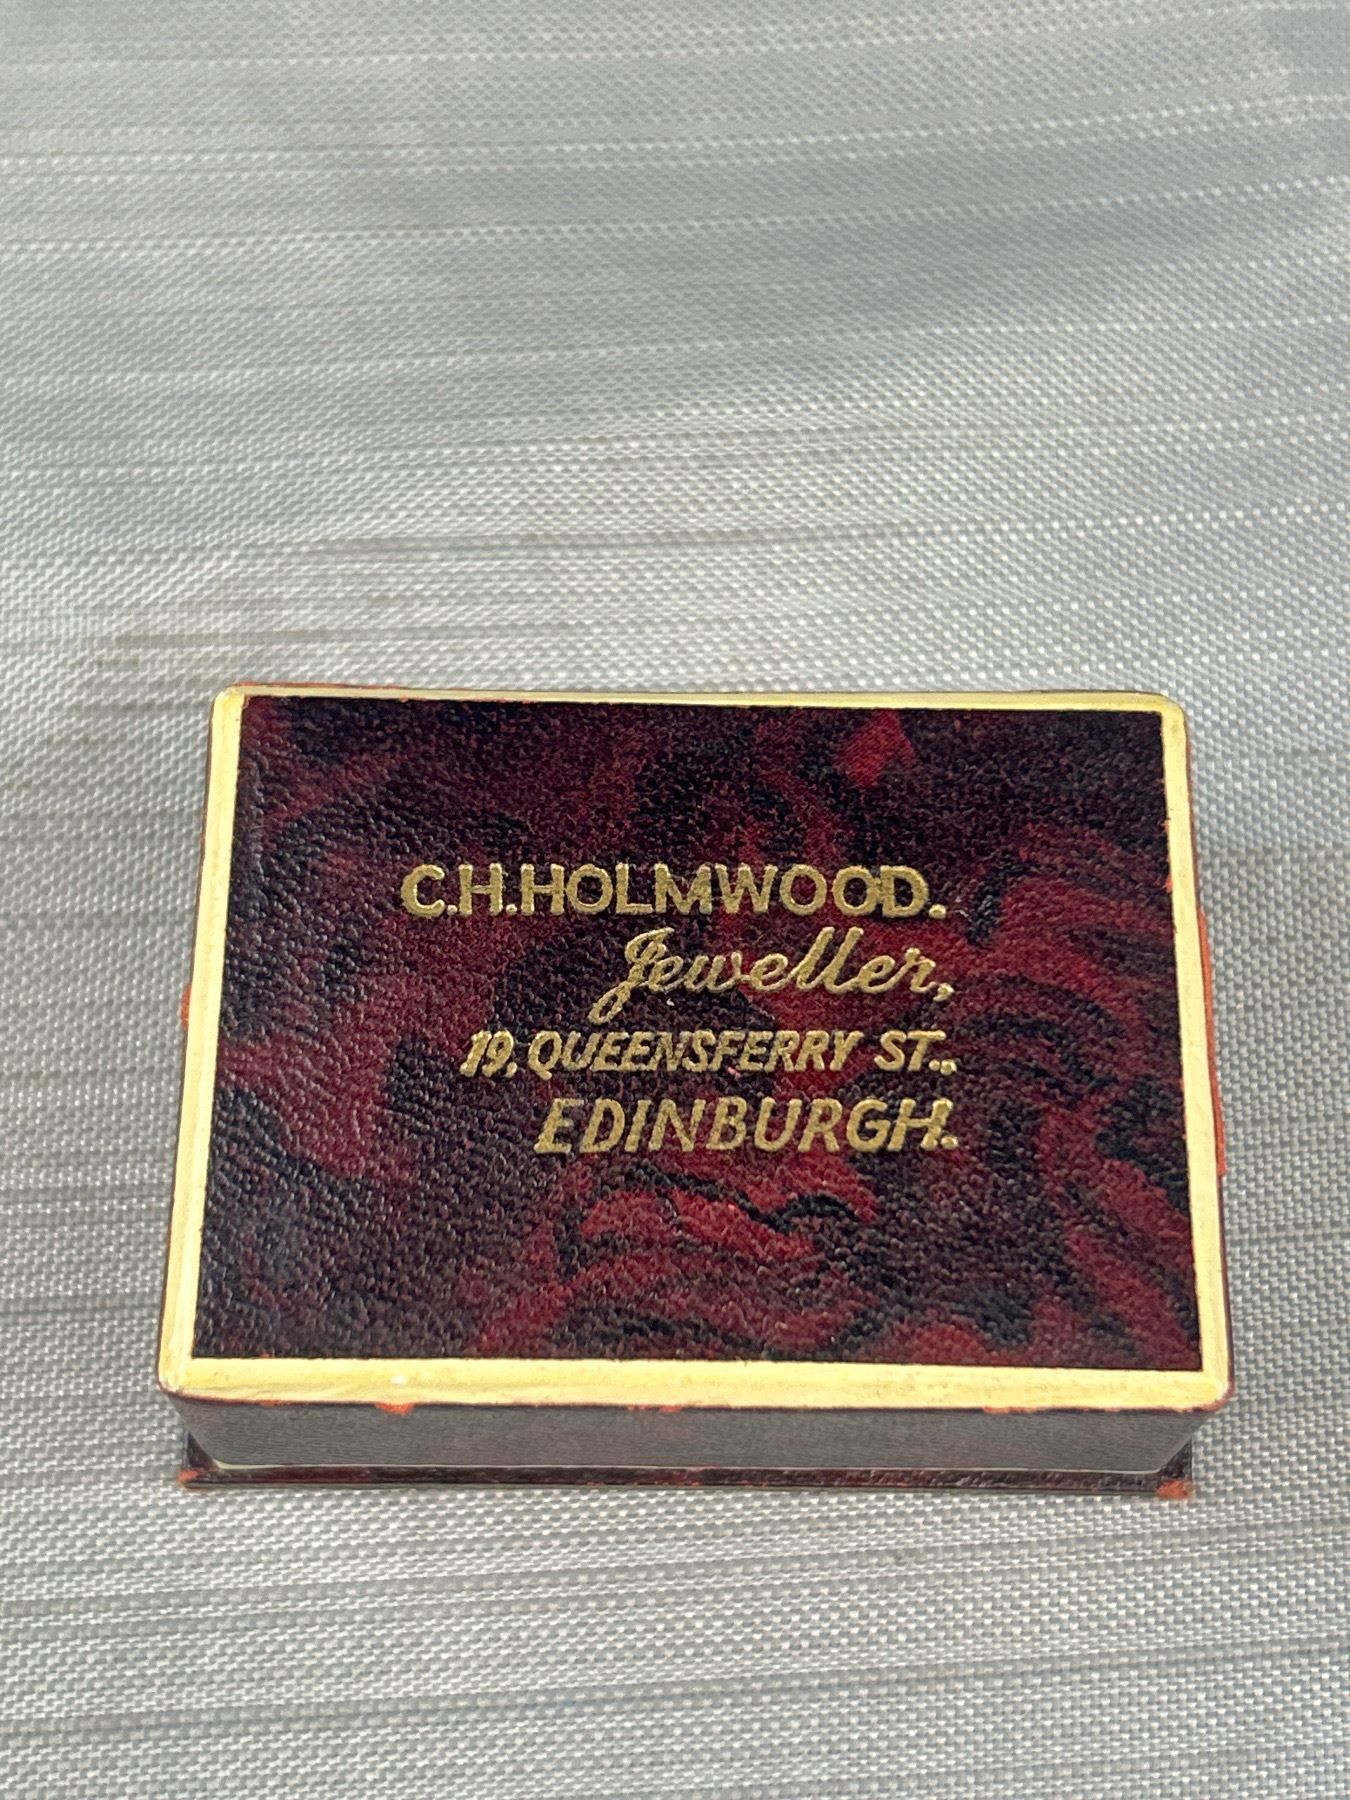 C.H.HOLMWOOD.
Jeweller,
19, QUEENSFERRY ST.,
EDINBURGH.